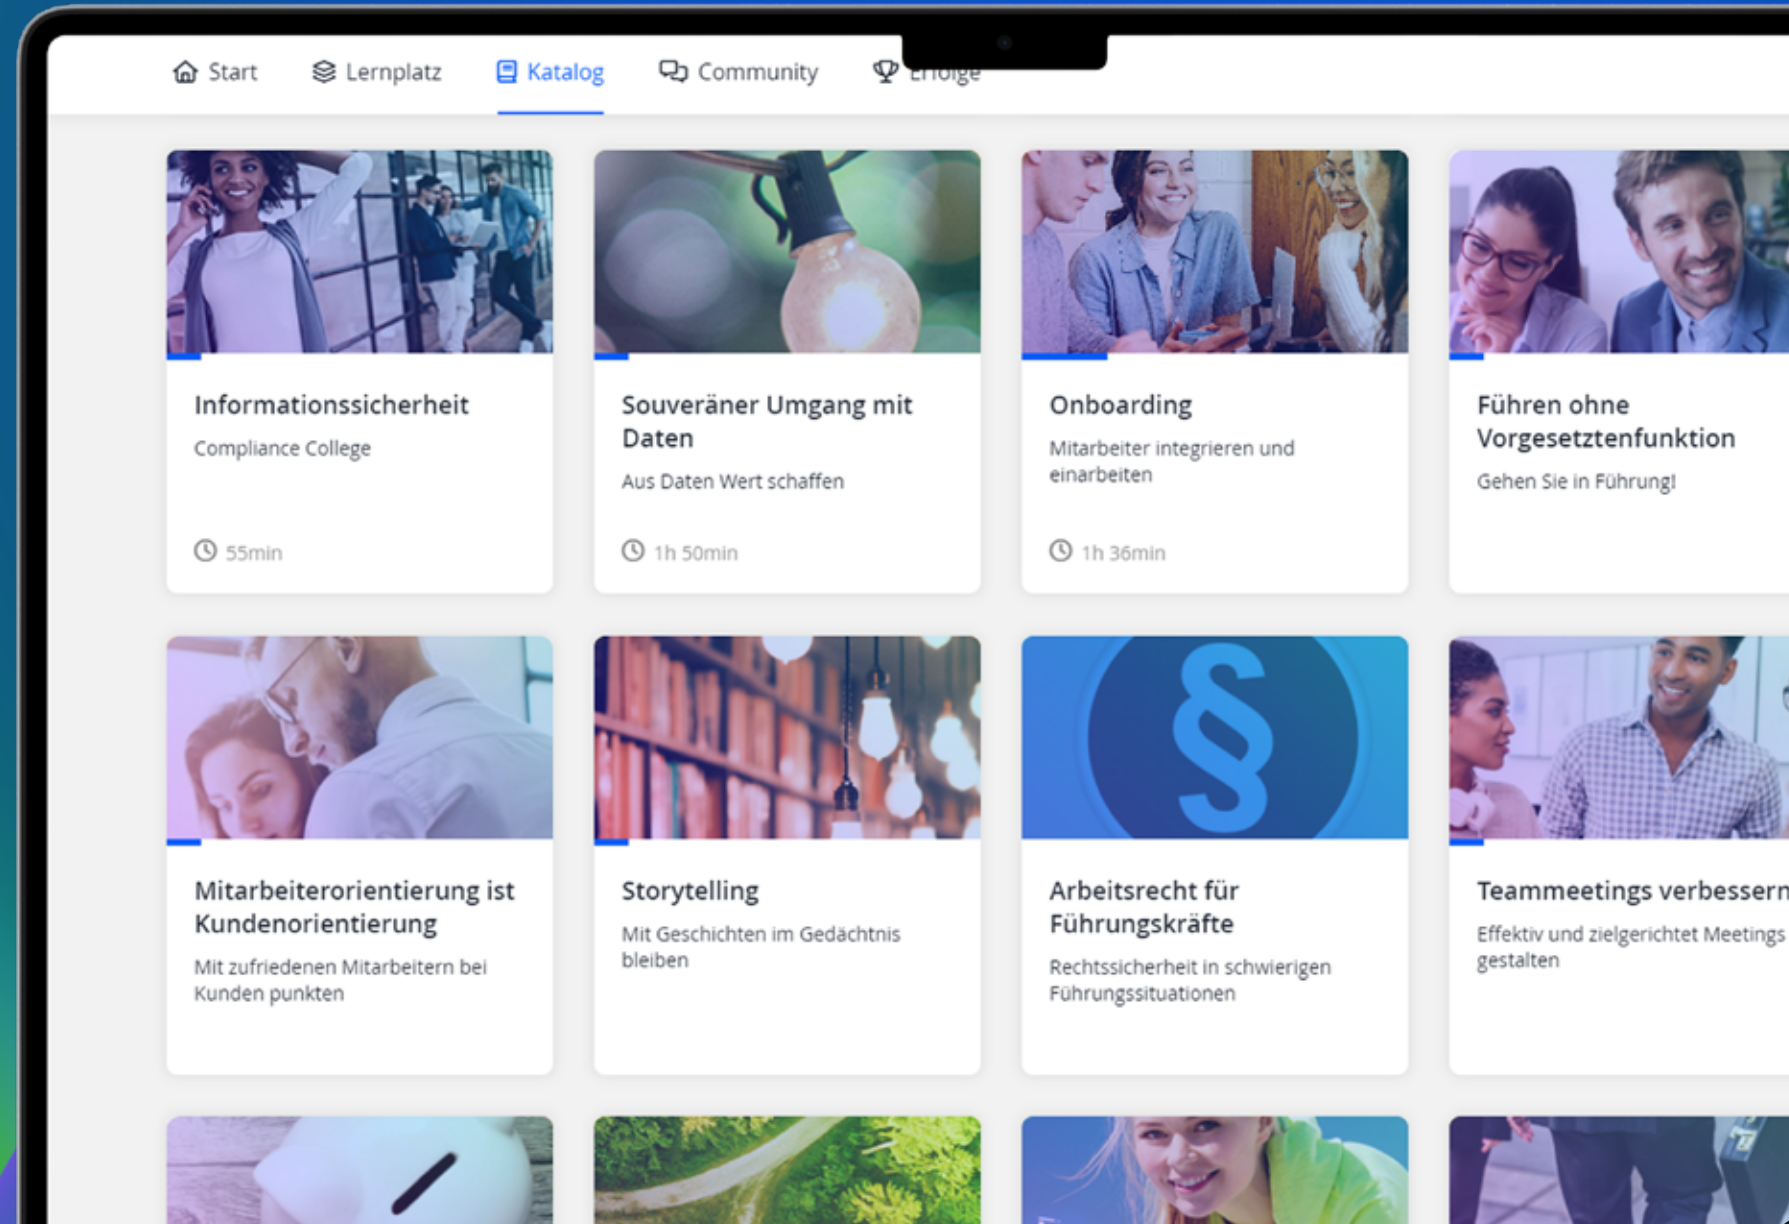 Start Lernplatz Katalog Community Erfolge
Informationssicherheit
Compliance College
55min
Souveräner Umgang mit
Daten
Aus Daten Wert schaffen
1h 50min
Onboarding
Mitarbeiter integrieren und
einarbeiten
1h 36min
Führen ohne
Vorgesetztenfunktion
Gehen Sie in Führung!
Mitarbeiterorientierung ist
Kundenorientierung
Mit zufriedenen Mitarbeitern bei
Kunden punkten
Storytelling
Mit Geschichten im Gedächtnis
bleiben
§
Arbeitsrecht für
Führungskräfte
Rechtssicherheit in schwierigen
Führungssituationen
Teammeetings verbessern
Effektiv und zielgerichtet Meetings
gestalten